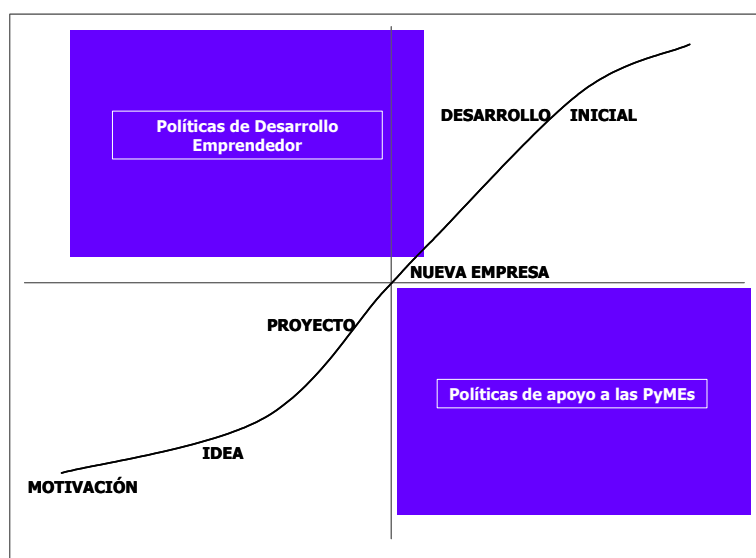 Políticas de Desarrollo
Emprendedor
DESARROLLO INICIAL
NUEVA EMPRESA
PROYECTO
Políticas de apoyo a las PyMEs
IDEA
MOTIVACIÓN